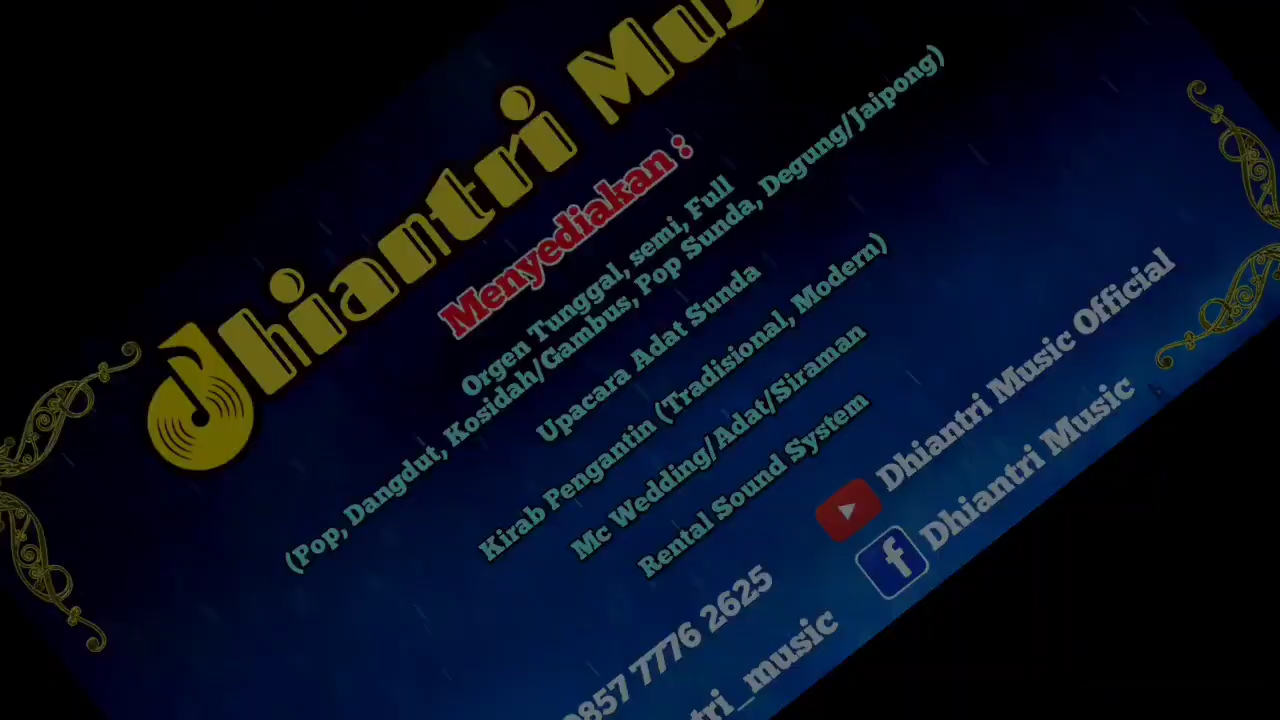 Dhiantri Mus
Menyediakan :
Orgen Tunggal, semi, Full
(Pop, Dangdut, Kosidah/Gambus, Pop Sunda, Degung/Jaipong)
Upacara Adat Sunda
Kirab Pengantin (Tradisional, Modern)
Mc Wedding/Adat/Siraman
Rental Sound System
0857 7776 2625
Dhiantri Music Official
tri_music
Dhiantri Music